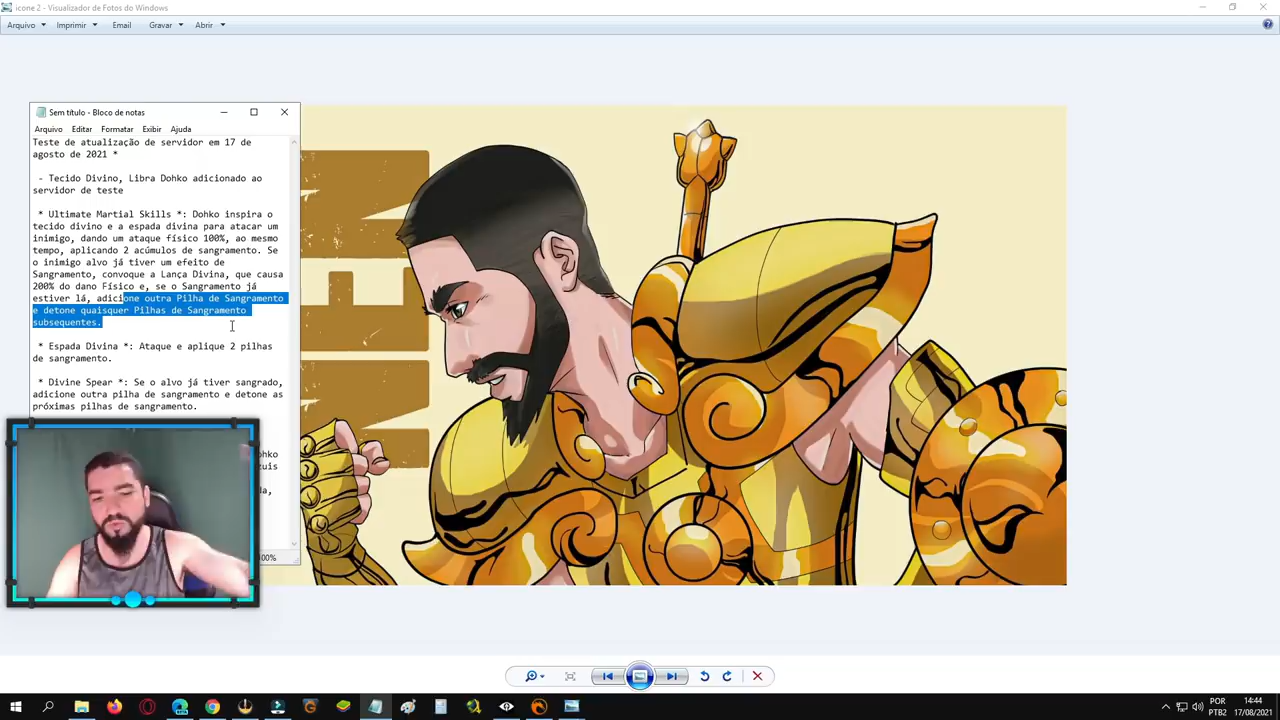 icone 2 - Visualizador de Fotos do Windows
Arquivo Imprimir Email Gravar Abrir
Sem título - Bloco de notas
Arquivo Editar Formatar Exibir Ajuda
Teste de atualização de servidor em 17 de
agosto de 2021 *
- Tecido Divino, Libra Dohko adicionado ao
servidor de teste
* Ultimate Martial Skills *: Dohko inspira o
tecido divino e a espada divina para atacar um
inimigo, dando um ataque físico 100%, ao mesmo
tempo, aplicando 2 acúmulos de sangramento. Se
o inimigo alvo já tiver um efeito de
Sangramento, convoque a Lança Divina, que causa
200% do dano Físico e, se o Sangramento já
estiver lá, adicione outra Pilha de Sangramento
e detone quaisquer Pilhas de Sangramento
subsequentes.
* Espada Divina *: Ataque e aplique 2 pilhas
de sangramento.
* Divine Spear *: Se o alvo já tiver sangrado,
adicione outra pilha de sangramento e detone as
próximas pilhas de sangramento.
POR
PTB2
14:44
17/08/2021